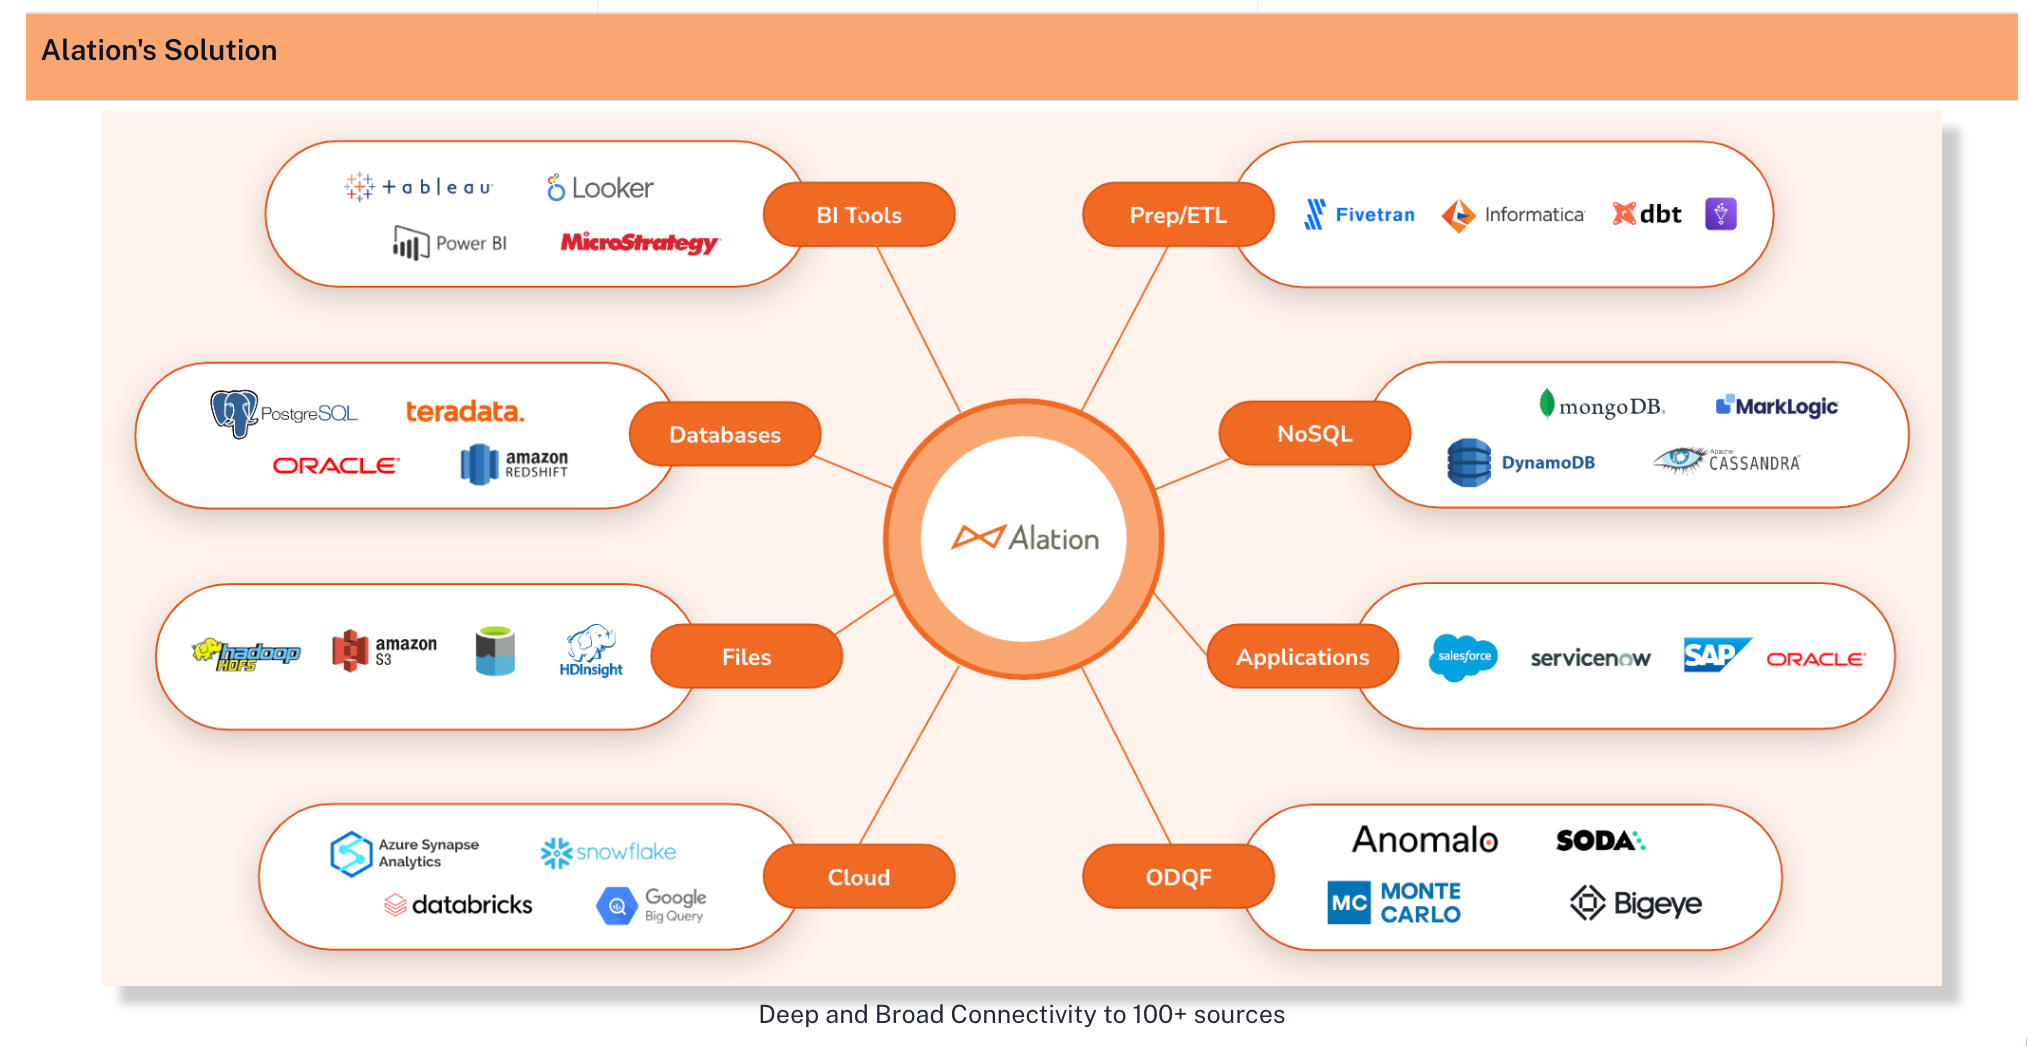 Alation's Solution
tableau
Looker
Power BI
MicroStrategy
BI Tools
Prep/ETL
Fivetran
Informatica
dbt
PostgreSQL
teradata.
ORACLE
amazon
REDSHIFT
Databases
NoSQL
mongoDB.
MarkLogic
DynamoDB
Apache
CASSANDRA
Alation
hadoop
HDFS
amazon
S3
HDInsight
Files
Applications
salesforce
servicenow
SAP
ORACLE
Azure Synapse
Analytics
snowflake
databricks
Google
Big Query
Cloud
ODQF
Anomalo
SODA
MC
MONTE
CARLO
Bigeye
Deep and Broad Connectivity to 100+ sources